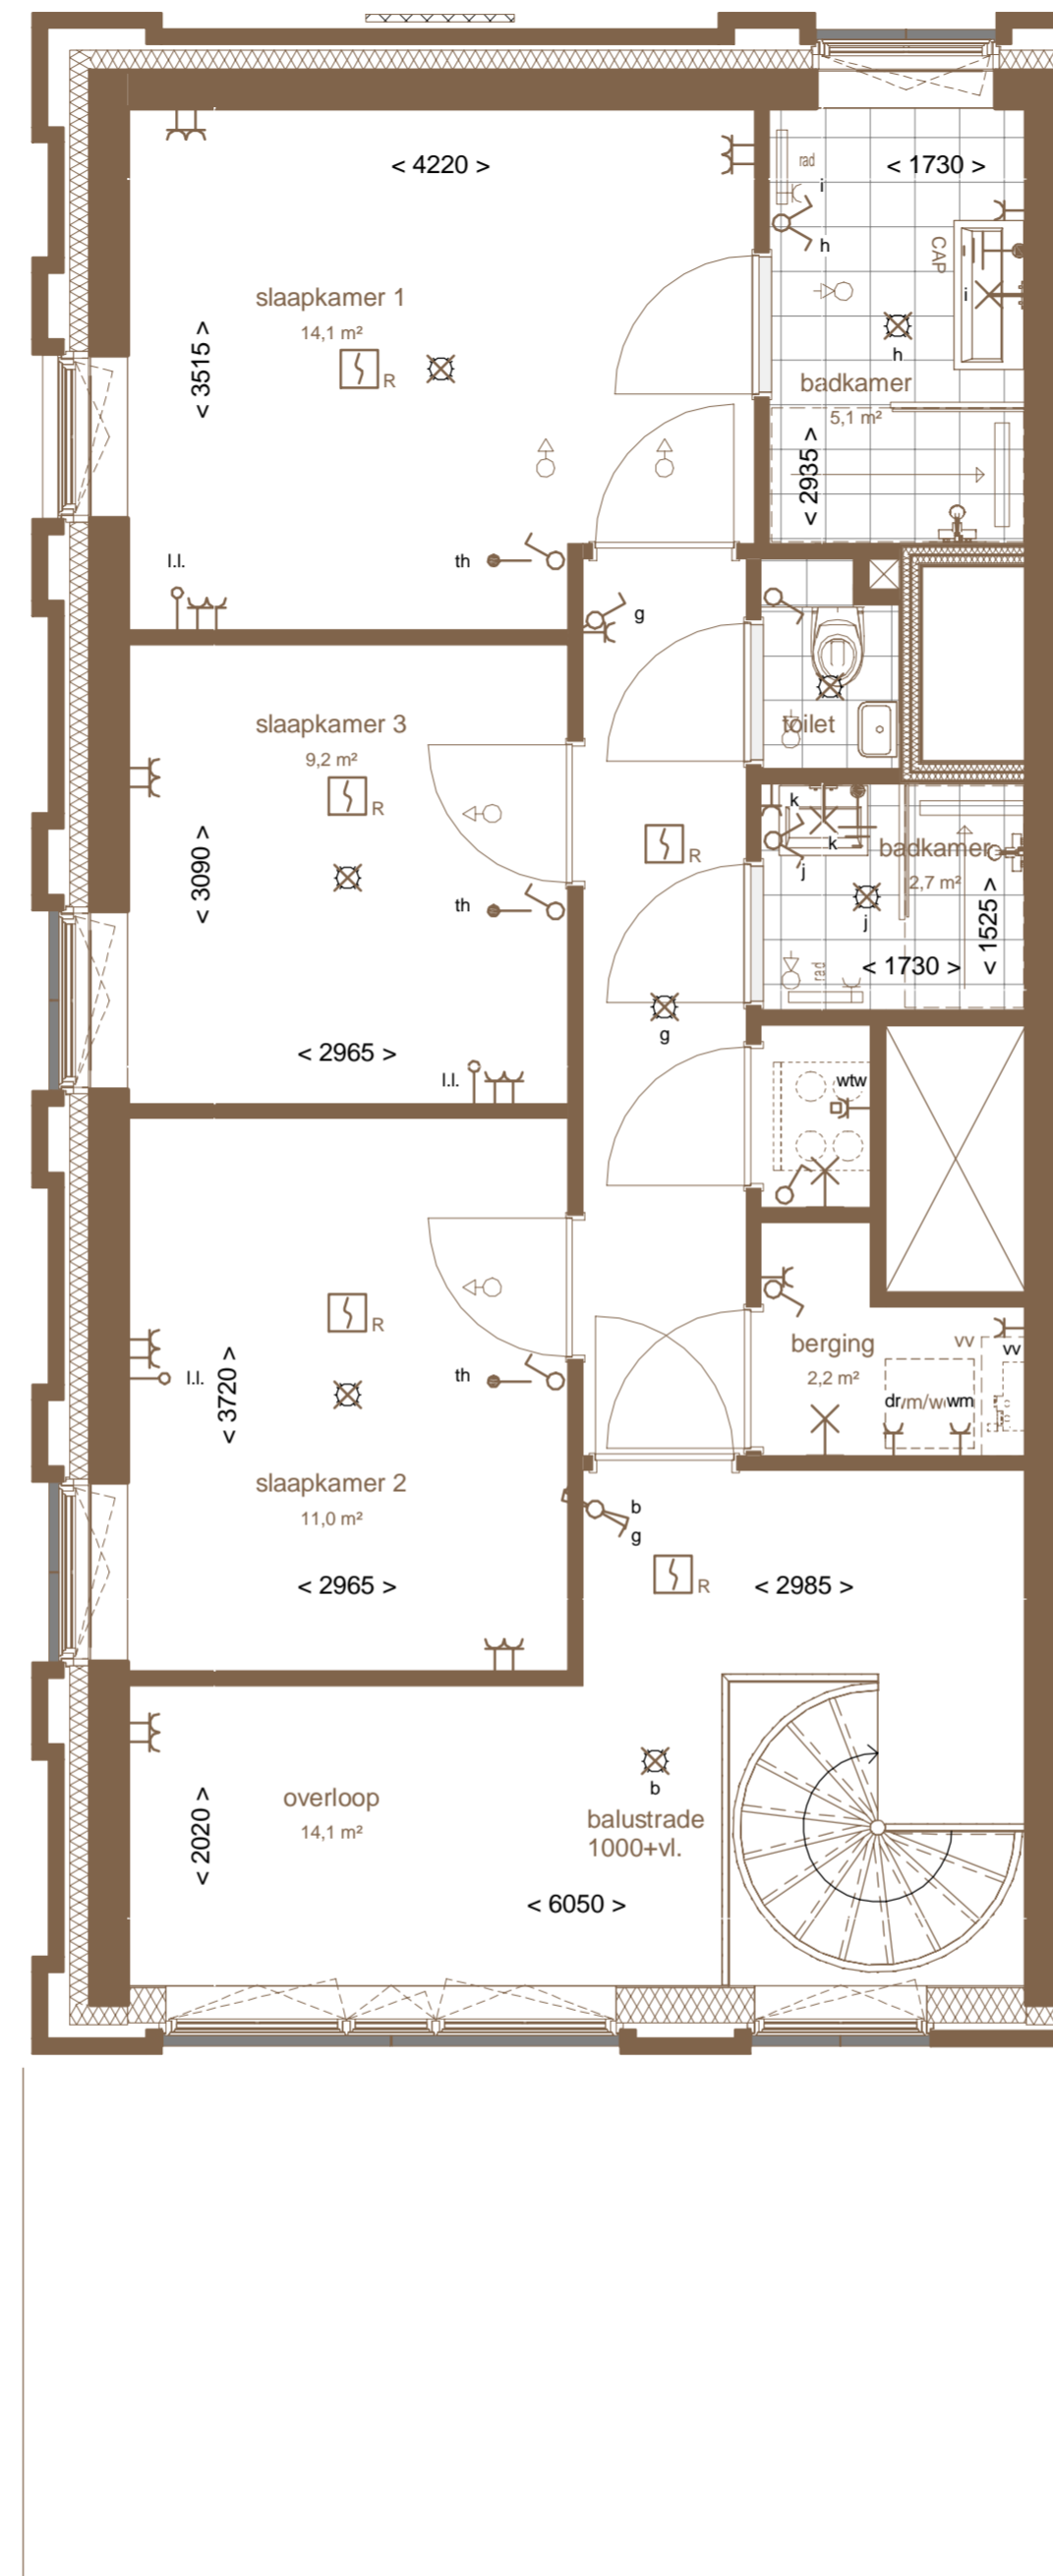 < 4220 >
< 1730 >
rad
i
h
CAP
i
slaapkamer 1
14,1 m²
R
< 3515 >
h
badkamer
5,1 m²
< 2935 >
l.l.
th
g
slaapkamer 3
9,2 m²
R
toilet
< 3090 >
th
R
k
k
j
badkamer
2,7 m²
j
< 1525 >
< 1730 >
rad
g
< 2965 >
l.l.
wtw
R
l.l.
< 3720 >
th
berging
2,2 m²
vv
vv
dr
wm
slaapkamer 2
11,0 m²
b
g
R
< 2965 >
< 2985 >
overloop
14,1 m²
< 2020 >
b
balustrade
1000+vl.
< 6050 >